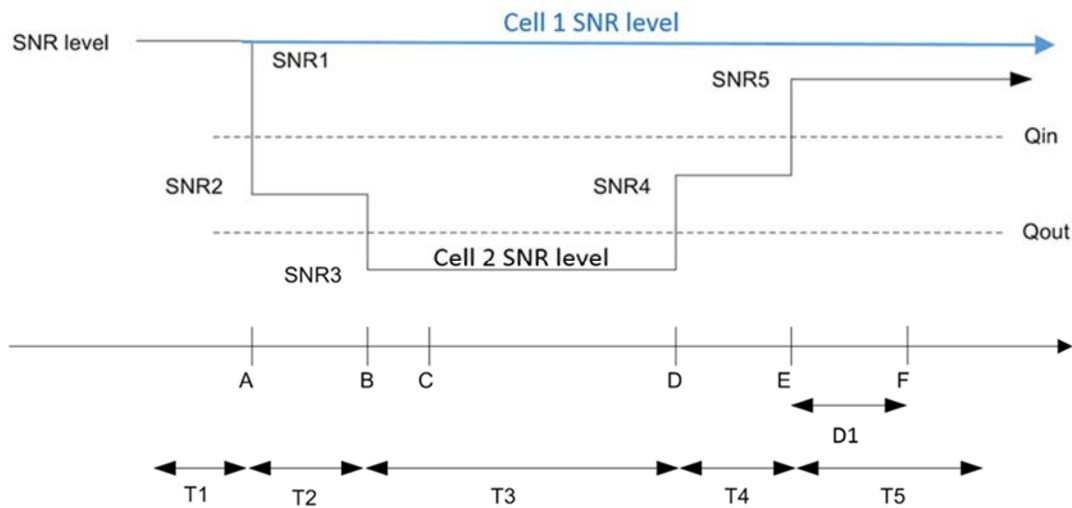 Cell 1 SNR level
SNR level
SNR1
SNR5
Qin
SNR2
SNR4
Qout
Cell 2 SNR level
SNR3
A B C D E F
D1
T1 T2 T3 T4 T5